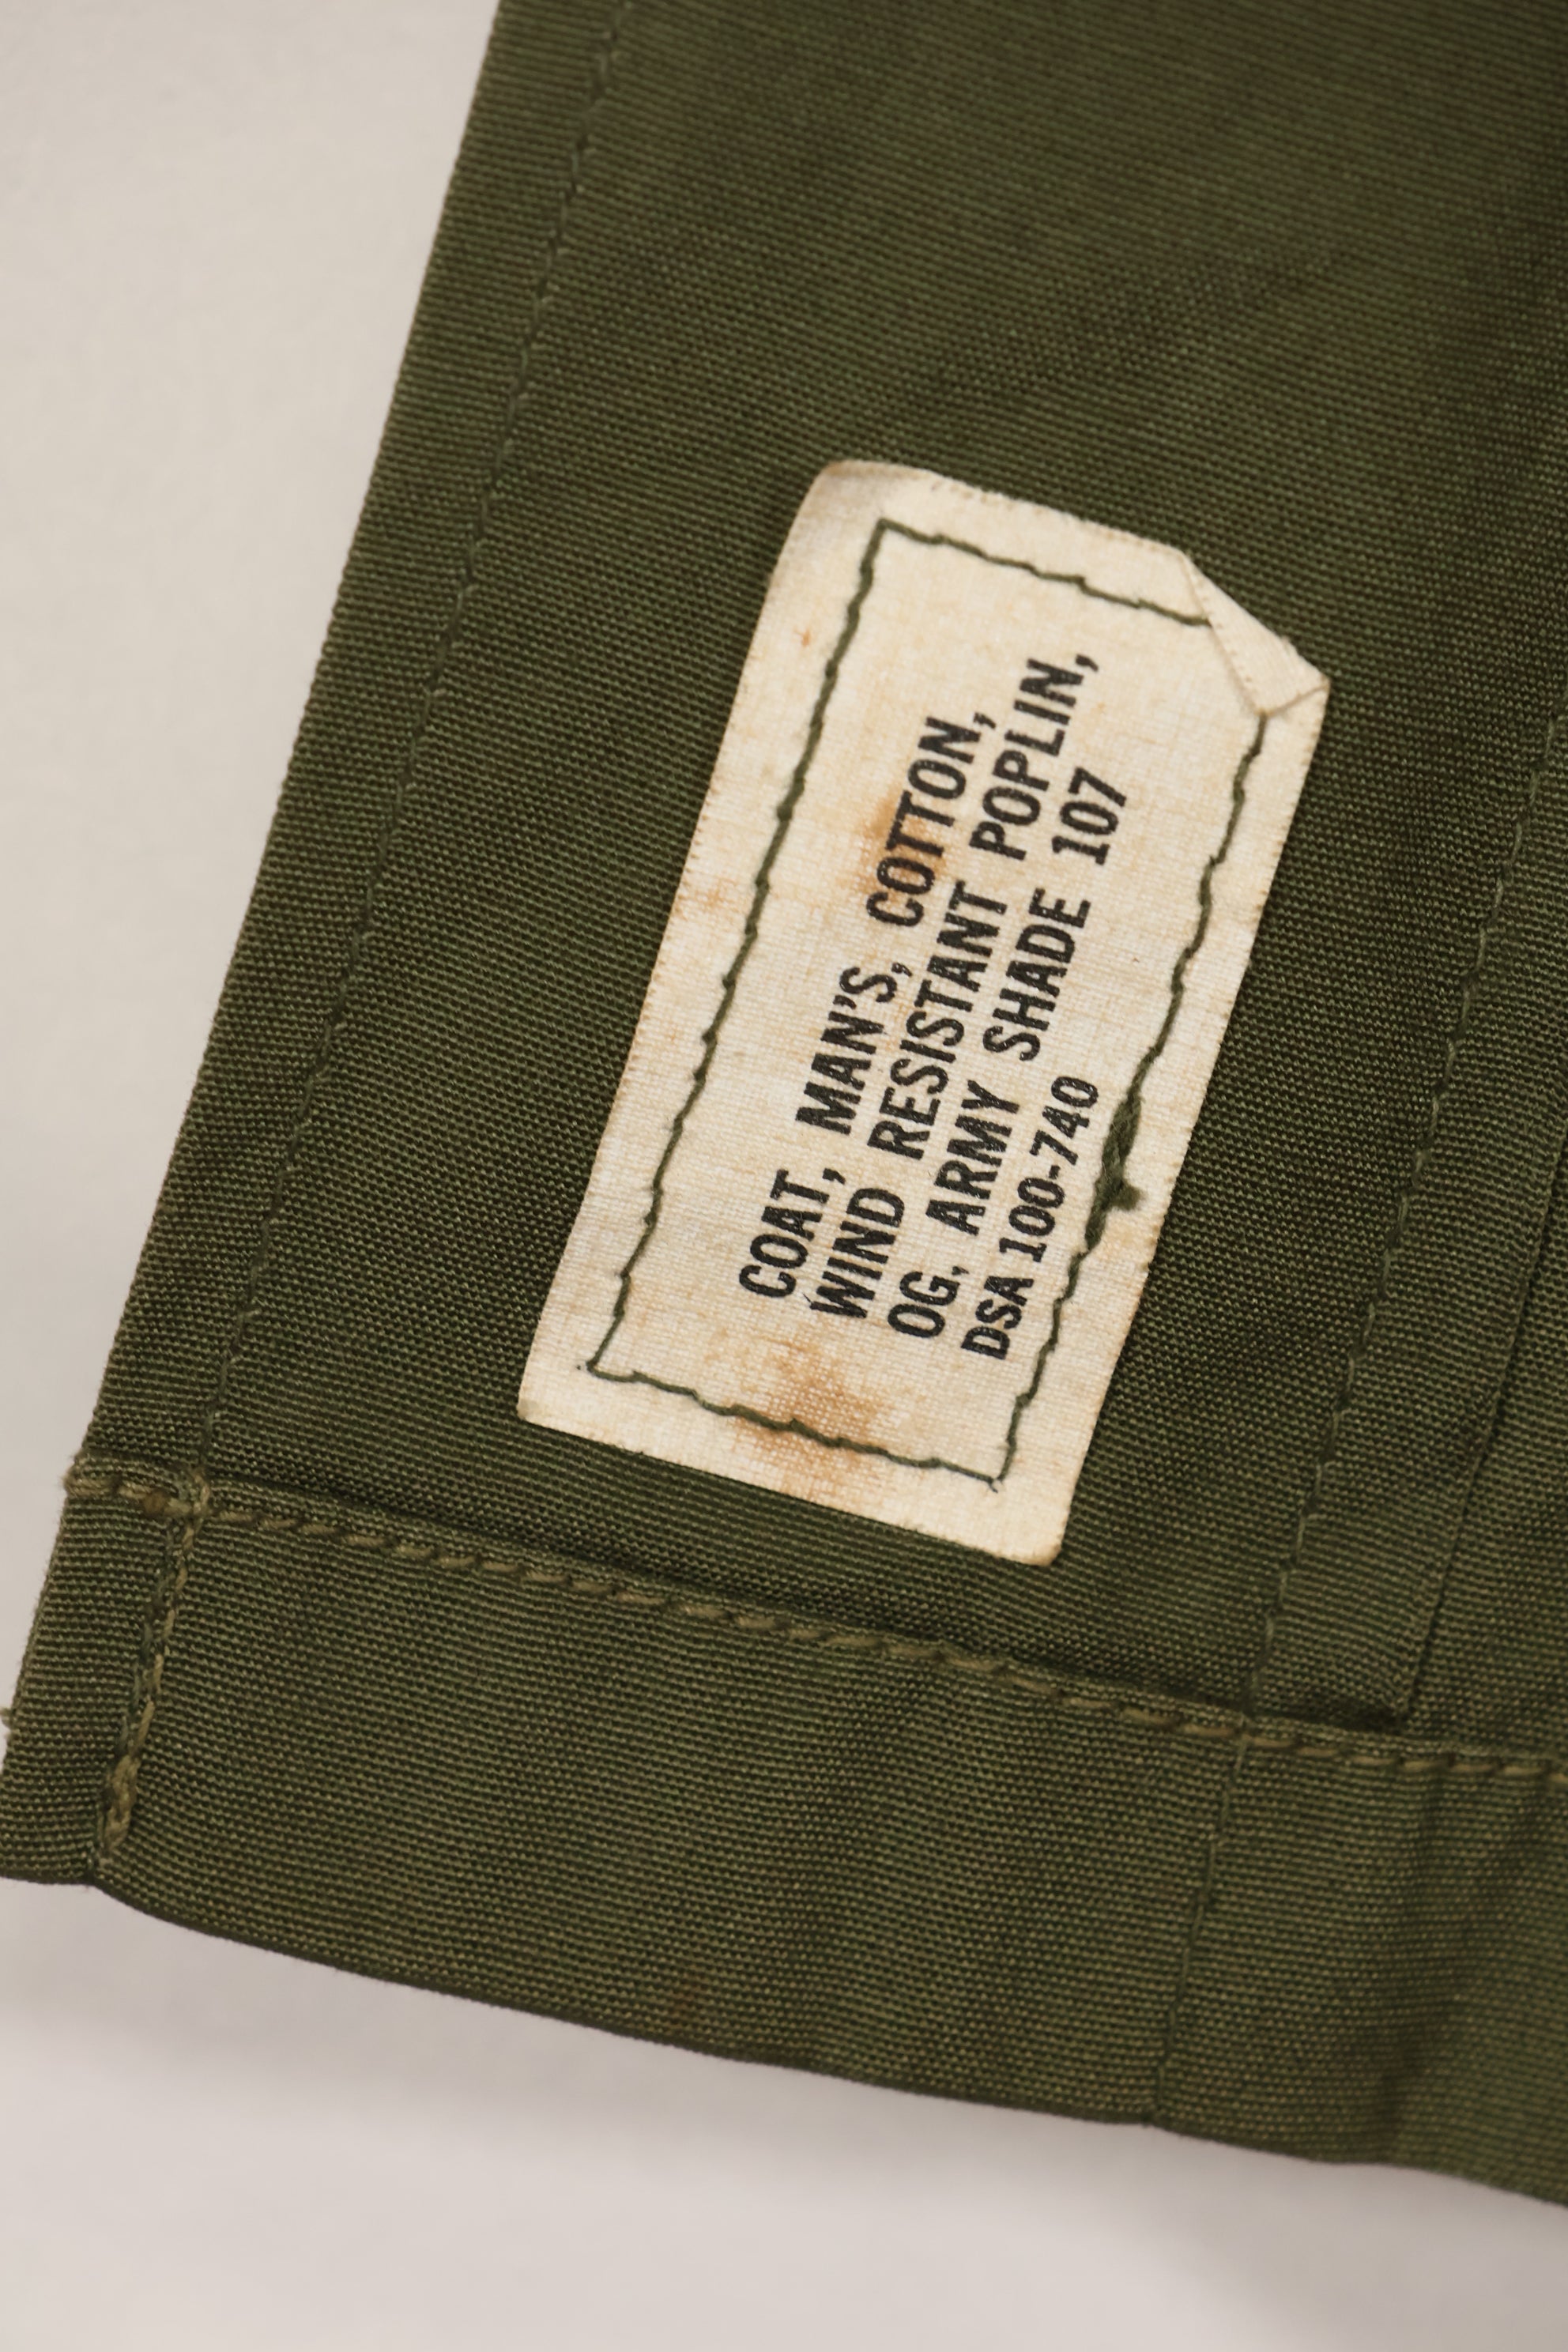 COAT, MAN'S, COTTON,
WIND RESISTANT POPLIN,
OG, ARMY SHADE 107
DSA 100-740